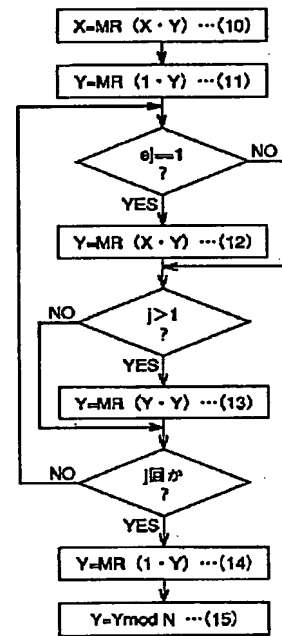 X=MR (X・Y) …(10)
Y=MR (1・Y) …(11)
ej==1
?
NO
YES
Y=MR (X・Y) …(12)
NO
j>1
?
YES
Y=MR (Y・Y) …(13)
NO
j回か
?
YES
Y=MR (1・Y) …(14)
Y=Ymod N …(15)